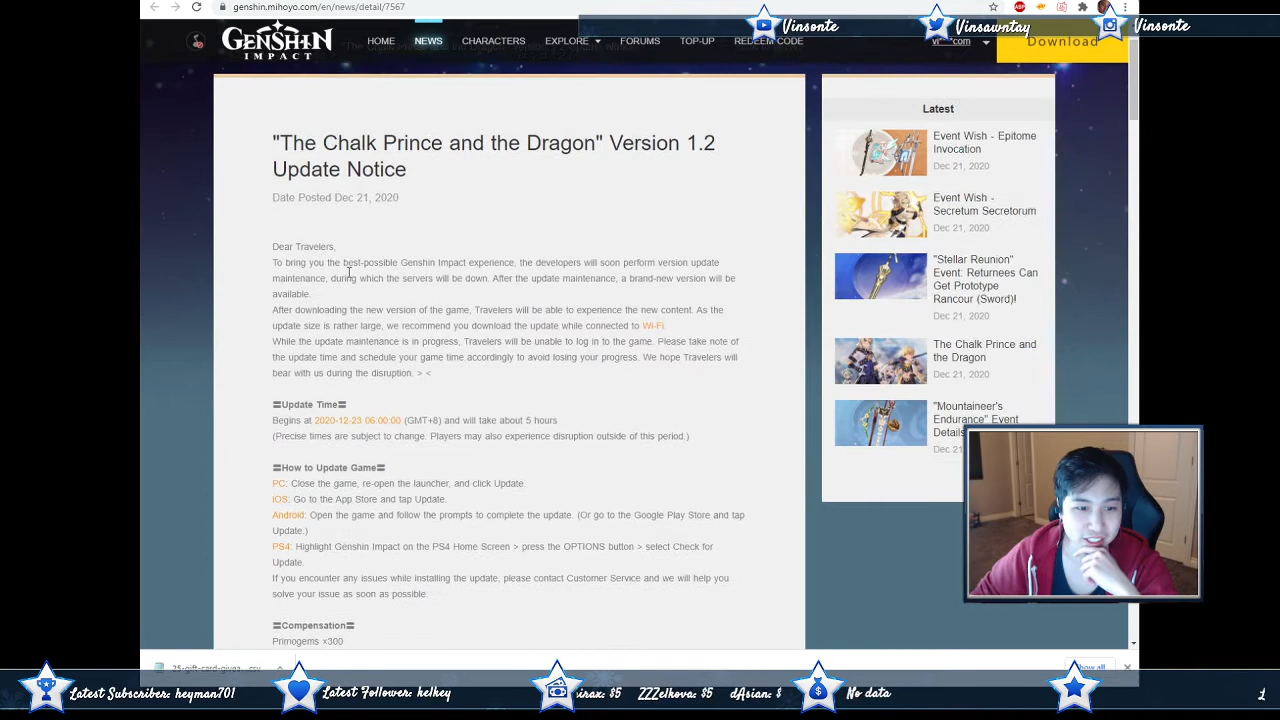 genshin.mihoyo.com/en/news/detail/7567
Vinsonte
Vinsawntay
Vinsonte
GENSHIN
IMPACT
HOME
NEWS
CHARACTERS
EXPLORE
FORUMS
TOP-UP
REDEEM CODE
vi****com
Download
"The Chalk Prince and the Dragon" Version 1.2
Update Notice
Date Posted Dec 21, 2020
Dear Travelers,
To bring you the best-possible Genshin Impact experience, the developers will soon perform version update
maintenance, during which the servers will be down. After the update maintenance, a brand-new version will be
available.
After downloading the new version of the game, Travelers will be able to experience the new content. As the
update size is rather large, we recommend you download the update while connected to Wi-Fi.
While the update maintenance is in progress, Travelers will be unable to log in to the game. Please take note of
the update time and schedule your game time accordingly to avoid losing your progress. We hope Travelers will
bear with us during the disruption. > <
〓Update Time〓
Begins at 2020-12-23 06:00:00 (GMT+8) and will take about 5 hours
(Precise times are subject to change. Players may also experience disruption outside of this period.)
〓How to Update Game〓
PC: Close the game, re-open the launcher, and click Update.
iOS: Go to the App Store and tap Update.
Android: Open the game and follow the prompts to complete the update. (Or go to the Google Play Store and tap
Update.)
PS4: Highlight Genshin Impact on the PS4 Home Screen > press the OPTIONS button > select Check for
Update.
If you encounter any issues while installing the update, please contact Customer Service and we will help you
solve your issue as soon as possible.
〓Compensation〓
Primogems x300
Latest
Event Wish - Epitome
Invocation
Dec 21, 2020
Event Wish -
Secretum Secretorum
Dec 21, 2020
"Stellar Reunion"
Event: Returnees Can
Get Prototype
Rancour (Sword)!
Dec 21, 2020
The Chalk Prince and
the Dragon
Dec 21, 2020
"Mountaineer's
Endurance" Event
Details
Dec
25-gift-card-givea....csv
Show all
Latest Subscriber: heyman701
Latest Follower: kelkey
irax: $5 ZZZelkova: $5 dAsian: $
No data